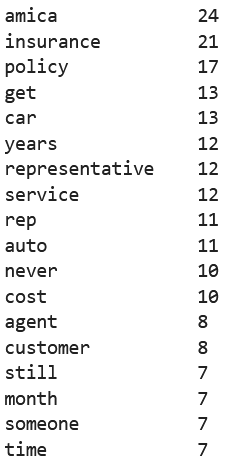 amica 24
insurance 21
policy 17
get 13
car 13
years 12
representative 12
service 12
rep 11
auto 11
never 10
cost 10
agent 8
customer 8
still 7
month 7
someone 7
time 7